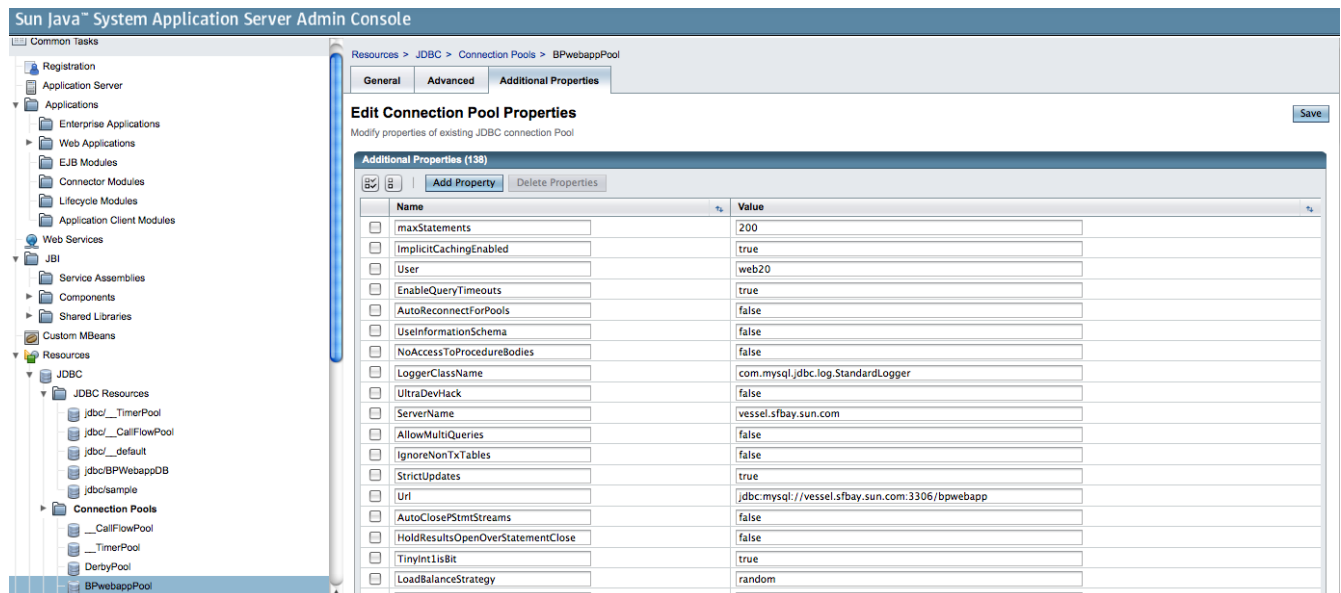 Sun Java™ System Application Server Admin Console
Common Tasks
Registration
Application Server
Applications
Enterprise Applications
Web Applications
EJB Modules
Connector Modules
Lifecycle Modules
Application Client Modules
Web Services
JBI
Service Assemblies
Components
Shared Libraries
Custom MBeans
Resources
JDBC
JDBC Resources
jdbc/__TimerPool
jdbc/__CallFlowPool
jdbc/__default
jdbc/BPWebappDB
jdbc/sample
Connection Pools
__CallFlowPool
__TimerPool
DerbyPool
BPwebappPool
Resources > JDBC > Connection Pools > BPwebappPool
General Advanced Additional Properties
Edit Connection Pool Properties
Save
Modify properties of existing JDBC connection Pool
Additional Properties (138)
Add Property Delete Properties
Name Value
maxStatements 200
ImplicitCachingEnabled true
User web20
EnableQueryTimeouts true
AutoReconnectForPools false
UseInformationSchema false
NoAccessToProcedureBodies false
LoggerClassName com.mysql.jdbc.log.StandardLogger
UltraDevHack false
ServerName vessel.sfbay.sun.com
AllowMultiQueries false
IgnoreNonTxTables false
StrictUpdates true
Url jdbc:mysql://vessel.sfbay.sun.com:3306/bpwebapp
AutoClosePStmtStreams false
HoldResultsOpenOverStatementClose false
TinyInt1isBit true
LoadBalanceStrategy random